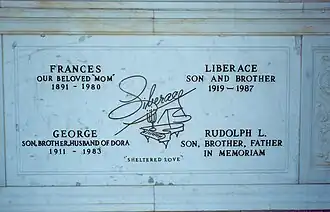 FRANCES
OUR BELOVED "MOM"
1891 - 1980
LIBERACE
SON AND BROTHER
1919 - 1987
Liberace
GEORGE
SON, BROTHER, HUSBAND OF DORA
1911 - 1983
RUDOLPH L.
SON, BROTHER, FATHER
IN MEMORIAM
"SHELTERED LOVE"